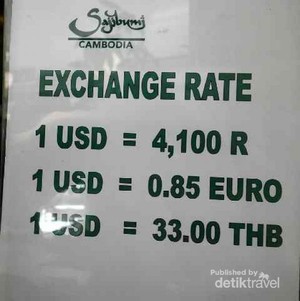 Sajibumi
CAMBODIA
EXCHANGE RATE
1 USD = 4,100 R
1 USD = 0.85 EURO
1 USD = 33.00 THB
Published by
detiktravel